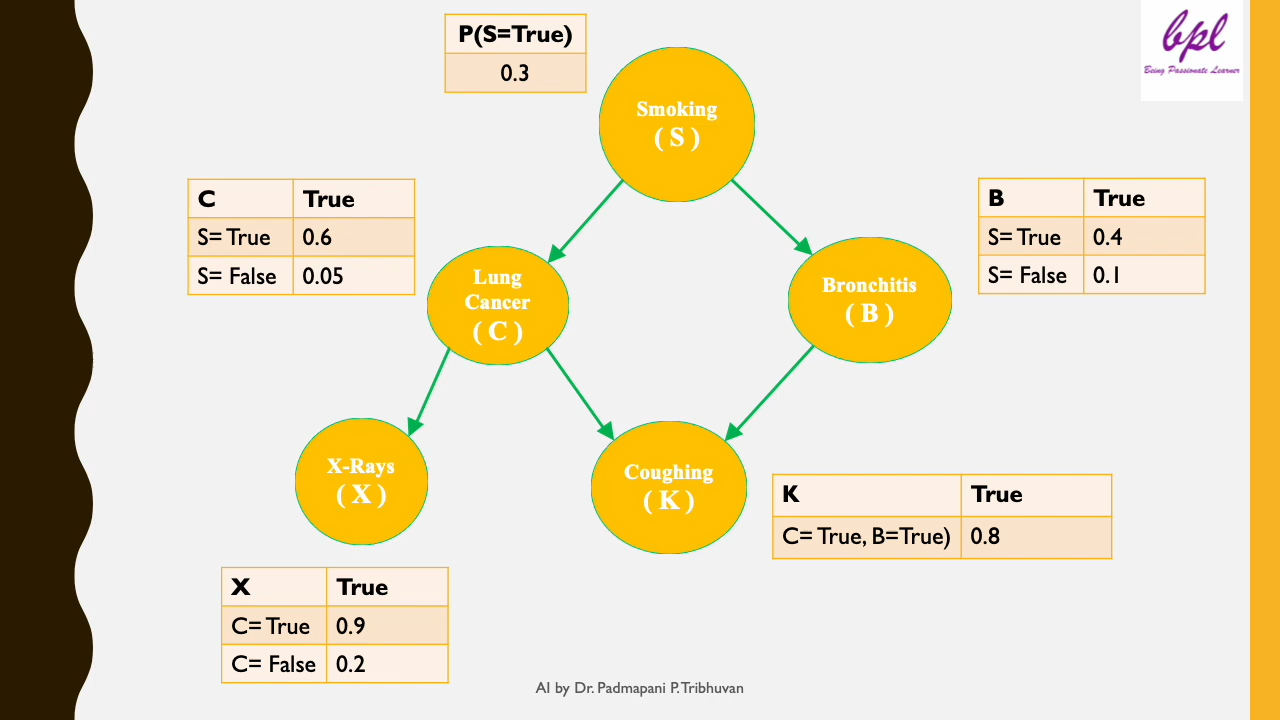 P(S=True)
0.3
bpl
Being Passionate Learner
Smoking
( S )
C True
S= True 0.6
S= False 0.05
B True
S= True 0.4
S= False 0.1
Lung
Cancer
( C )
Bronchitis
( B )
X-Rays
( X )
Coughing
( K )
K True
C= True, B=True) 0.8
X True
C= True 0.9
C= False 0.2
AI by Dr. Padmapani P. Tribhuvan